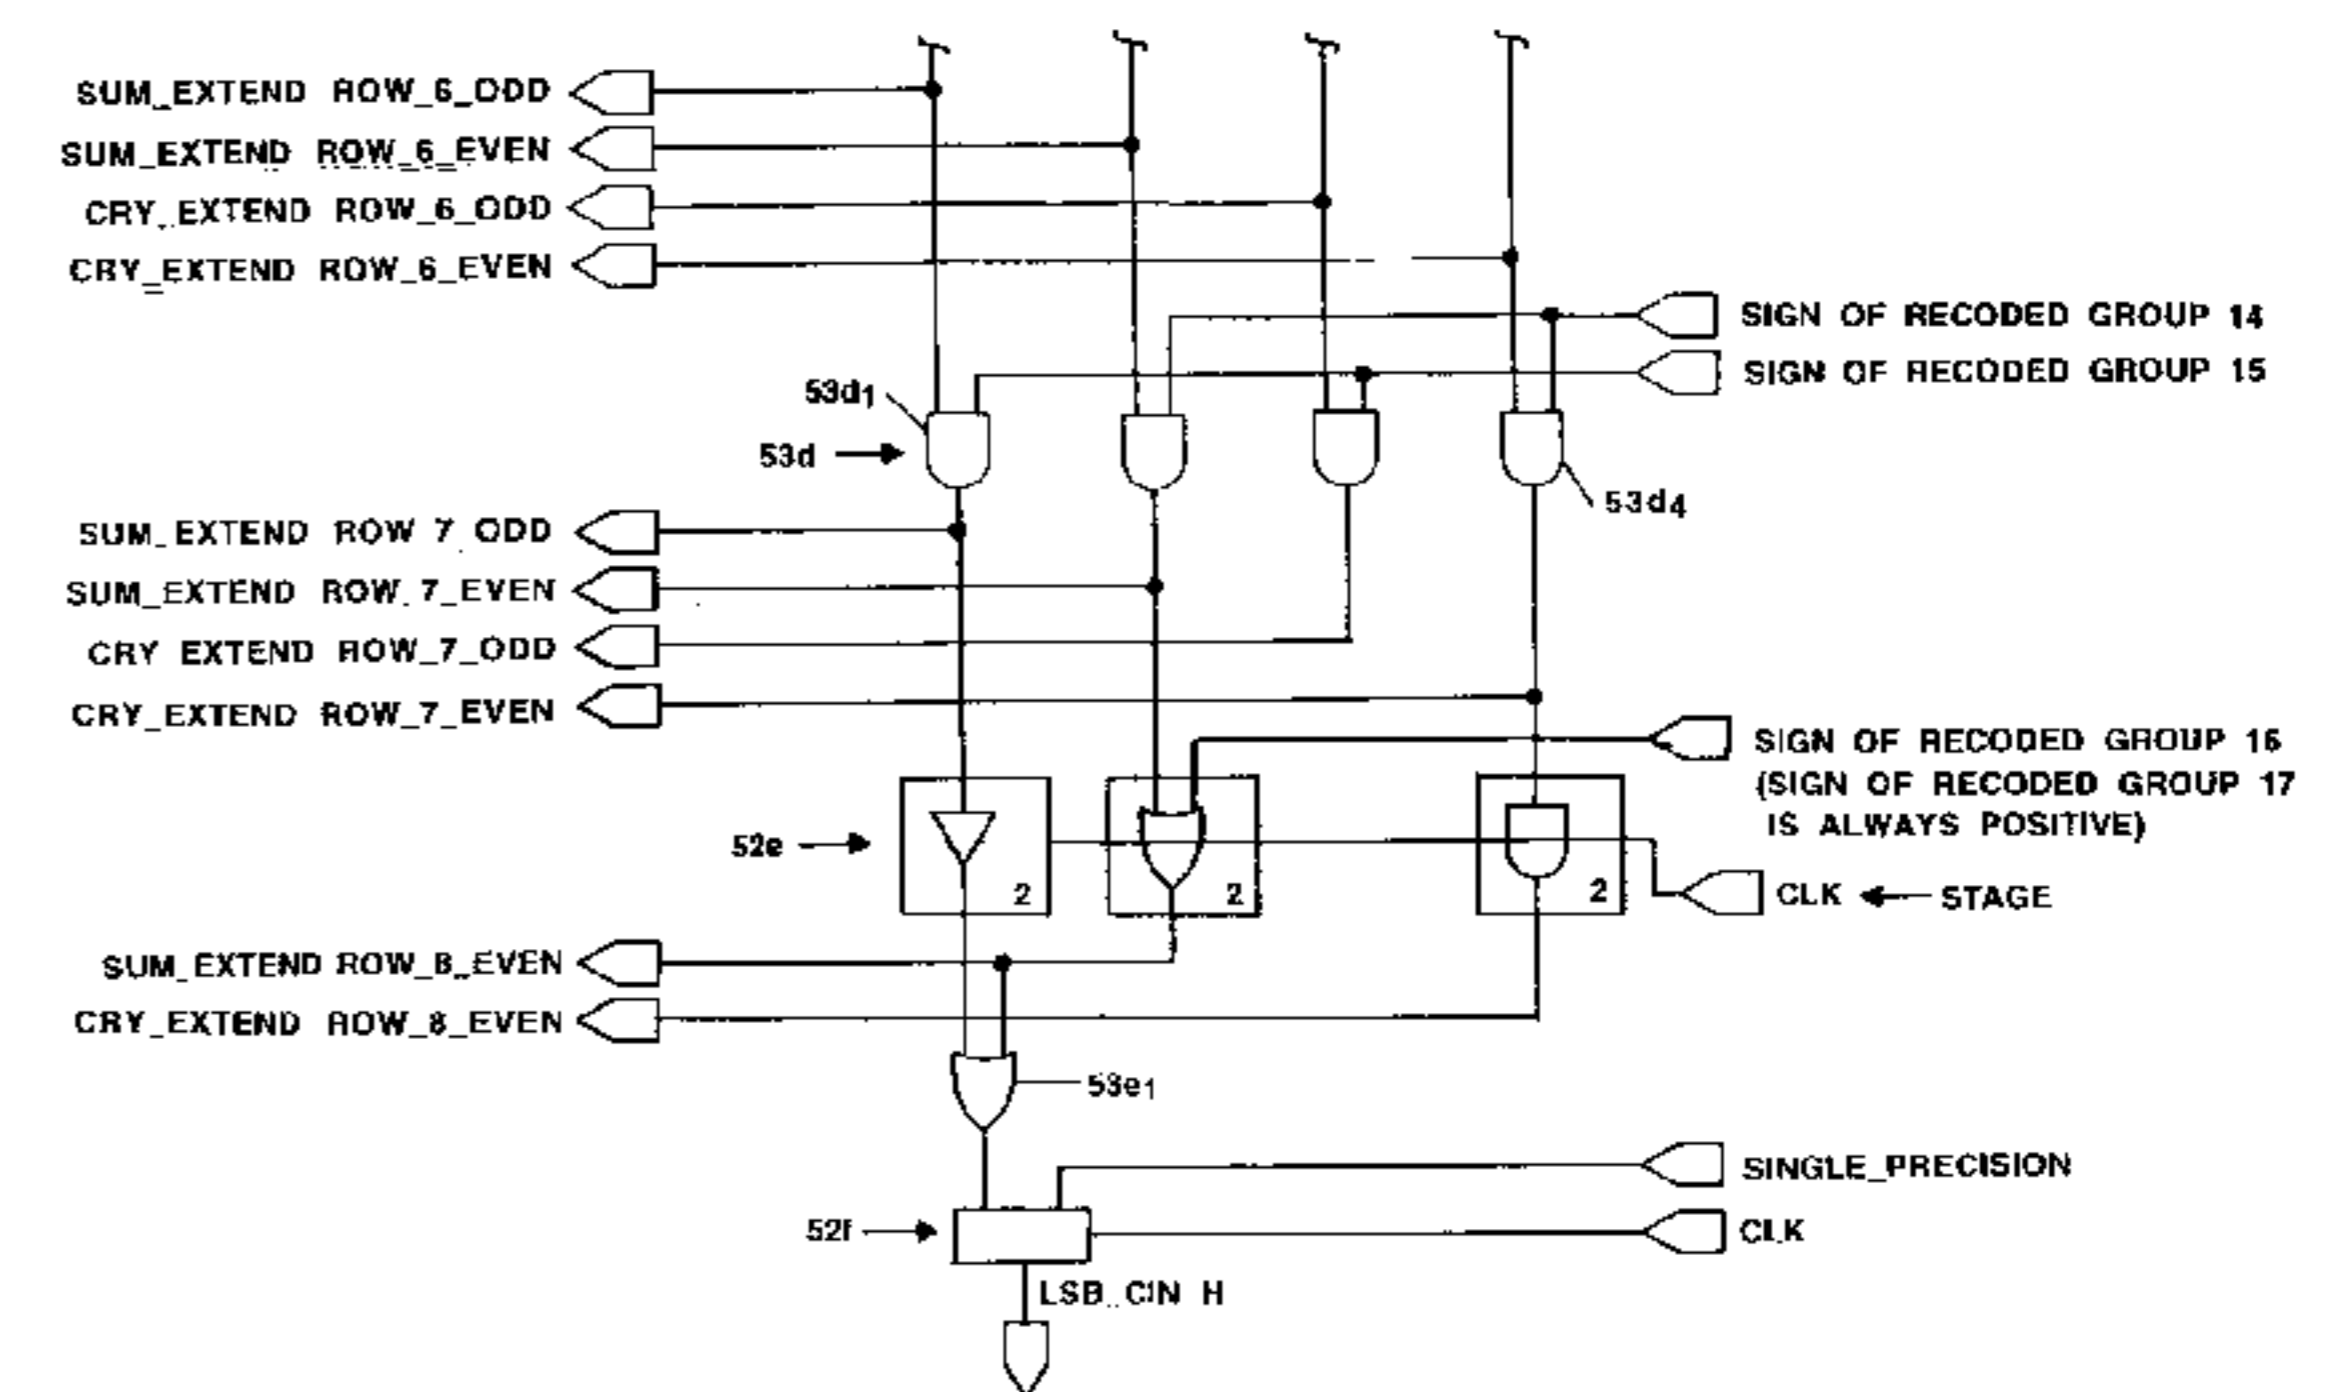 SUM_EXTEND ROW_6_ODD
SUM_EXTEND ROW_6_EVEN
CRY_EXTEND ROW_6_ODD
CRY_EXTEND ROW_6_EVEN
SIGN OF RECODED GROUP 14
SIGN OF RECODED GROUP 15
53d1
53d
53d4
SUM_EXTEND ROW 7_ODD
SUM_EXTEND ROW_7_EVEN
CRY EXTEND ROW_7_ODD
CRY_EXTEND ROW_7_EVEN
SIGN OF RECODED GROUP 16
(SIGN OF RECODED GROUP 17
IS ALWAYS POSITIVE)
52e
2
2
2
CLK
STAGE
SUM_EXTEND ROW_8_EVEN
CRY_EXTEND ROW_8_EVEN
53e1
SINGLE_PRECISION
52f
CLK
LSB_CIN H